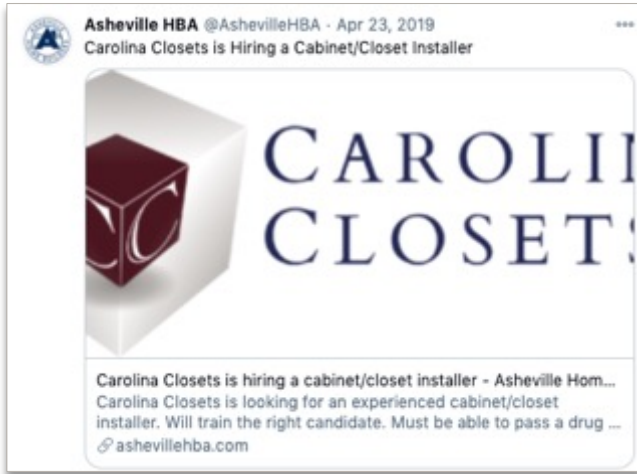 Asheville HBA @AshevilleHBA · Apr 23, 2019
Carolina Closets is Hiring a Cabinet/Closet Installer
CC
CAROLI
CLOSETS
Carolina Closets is hiring a cabinet/closet installer - Asheville Hom...
Carolina Closets is looking for an experienced cabinet/closet
installer. Will train the right candidate. Must be able to pass a drug ...
ashevillehba.com